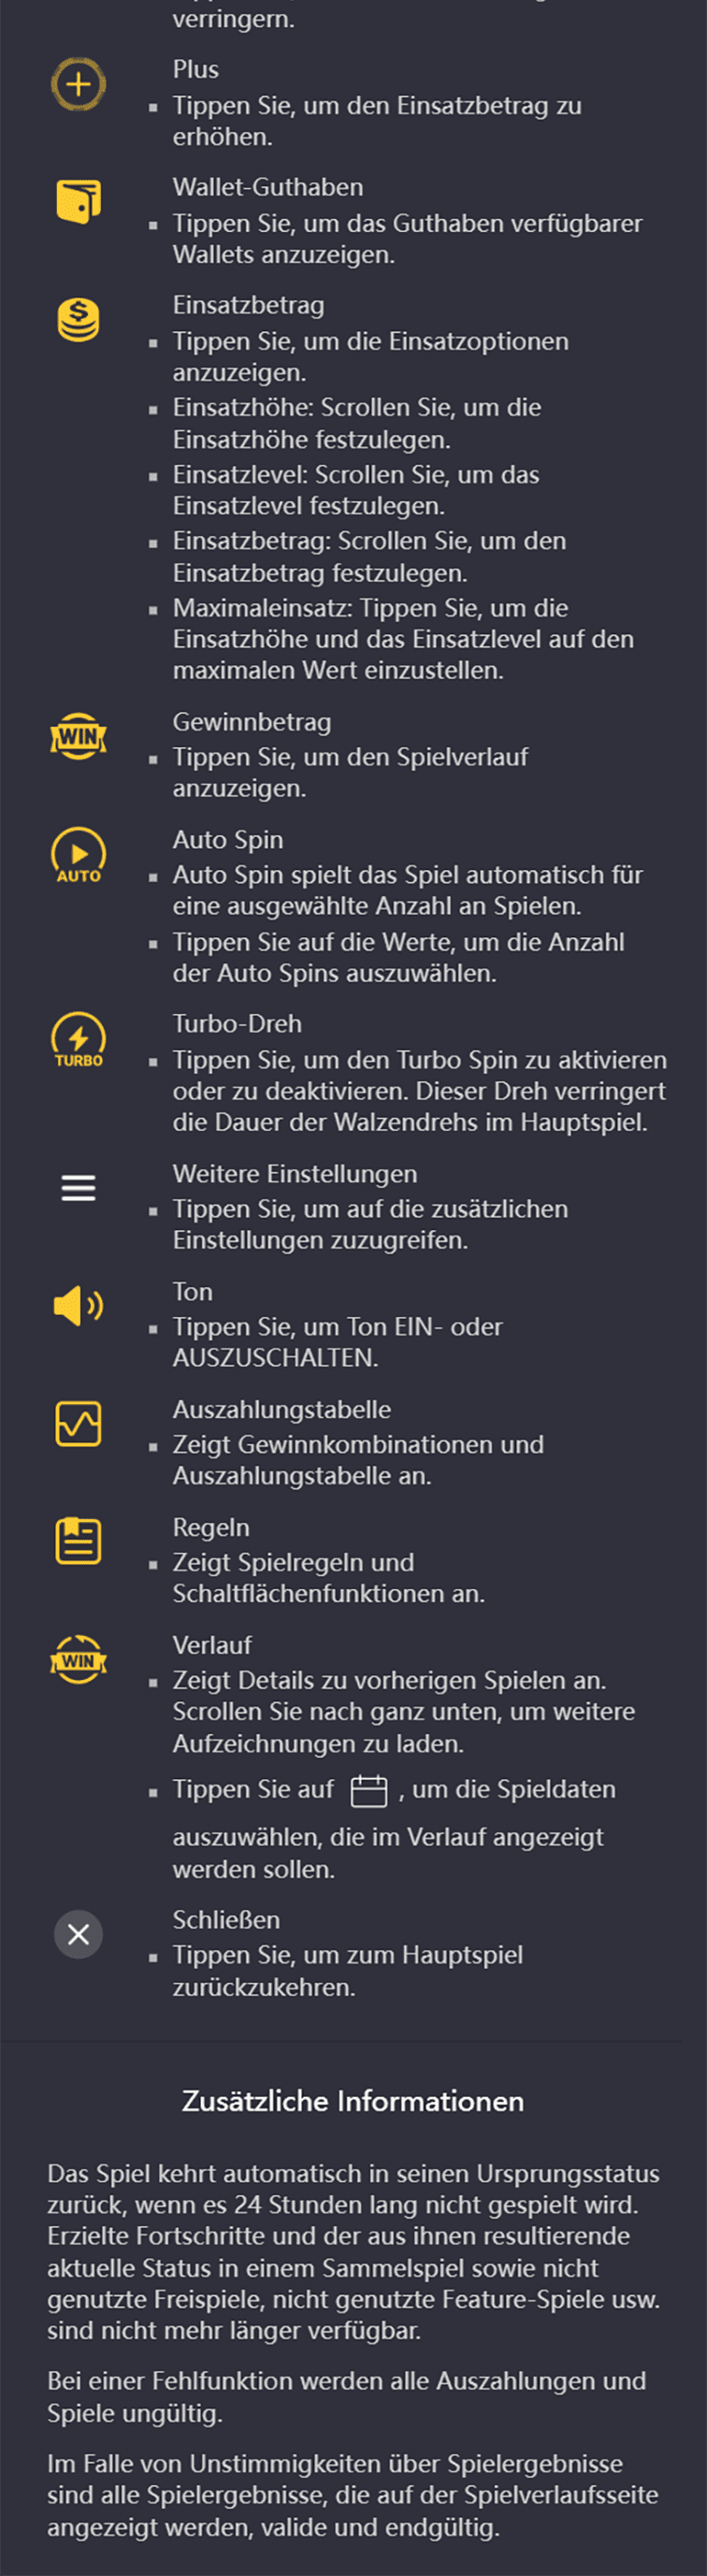 verringern.
Plus
Tippen Sie, um den Einsatzbetrag zu
erhöhen.
Wallet-Guthaben
Tippen Sie, um das Guthaben verfügbarer
Wallets anzuzeigen.
Einsatzbetrag
Tippen Sie, um die Einsatzoptionen
anzuzeigen.
Einsatzhöhe: Scrollen Sie, um die
Einsatzhöhe festzulegen.
Einsatzlevel: Scrollen Sie, um das
Einsatzlevel festzulegen.
Einsatzbetrag: Scrollen Sie, um den
Einsatzbetrag festzulegen.
Maximaleinsatz: Tippen Sie, um die
Einsatzhöhe und das Einsatzlevel auf den
maximalen Wert einzustellen.
WIN
Gewinnbetrag
Tippen Sie, um den Spielverlauf
anzuzeigen.
AUTO
Auto Spin
Auto Spin spielt das Spiel automatisch für
eine ausgewählte Anzahl an Spielen.
Tippen Sie auf die Werte, um die Anzahl
der Auto Spins auszuwählen.
TURBO
Turbo-Dreh
Tippen Sie, um den Turbo Spin zu aktivieren
oder zu deaktivieren. Dieser Dreh verringert
die Dauer der Walzendrehs im Hauptspiel.
Weitere Einstellungen
Tippen Sie, um auf die zusätzlichen
Einstellungen zuzugreifen.
Ton
Tippen Sie, um Ton EIN- oder
AUSZUSCHALTEN.
Auszahlungstabelle
Zeigt Gewinnkombinationen und
Auszahlungstabelle an.
Regeln
Zeigt Spielregeln und
Schaltflächenfunktionen an.
WIN
Verlauf
Zeigt Details zu vorherigen Spielen an.
Scrollen Sie nach ganz unten, um weitere
Aufzeichnungen zu laden.
Tippen Sie auf , um die Spieldaten
auszuwählen, die im Verlauf angezeigt
werden sollen.
Schließen
Tippen Sie, um zum Hauptspiel
zurückzukehren.
Zusätzliche Informationen
Das Spiel kehrt automatisch in seinen Ursprungsstatus
zurück, wenn es 24 Stunden lang nicht gespielt wird.
Erzielte Fortschritte und der aus ihnen resultierende
aktuelle Status in einem Sammelspiel sowie nicht
genutzte Freispiele, nicht genutzte Feature-Spiele usw.
sind nicht mehr länger verfügbar.
Bei einer Fehlfunktion werden alle Auszahlungen und
Spiele ungültig.
Im Falle von Unstimmigkeiten über Spielergebnisse
sind alle Spielergebnisse, die auf der Spielverlaufsseite
angezeigt werden, valide und endgültig.